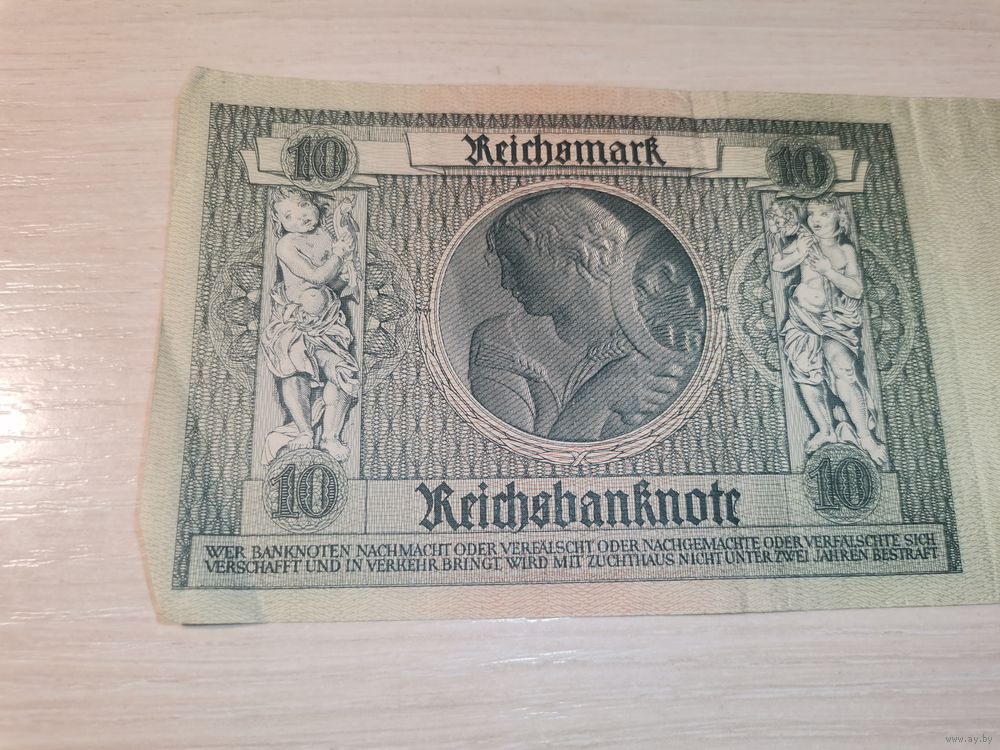 10 Reichsmark 10
10 Reichsbanknote 10
WER BANKNOTEN NACHMACHT ODER VERFÄLSCHT, ODER NACHGEMACHTE ODER VERFÄLSCHTE SICH
VERSCHAFFT UND IN VERKEHR BRINGT, WIRD MIT ZUCHTHAUS NICHT UNTER ZWEI JAHREN BESTRAFT
www.ay.by